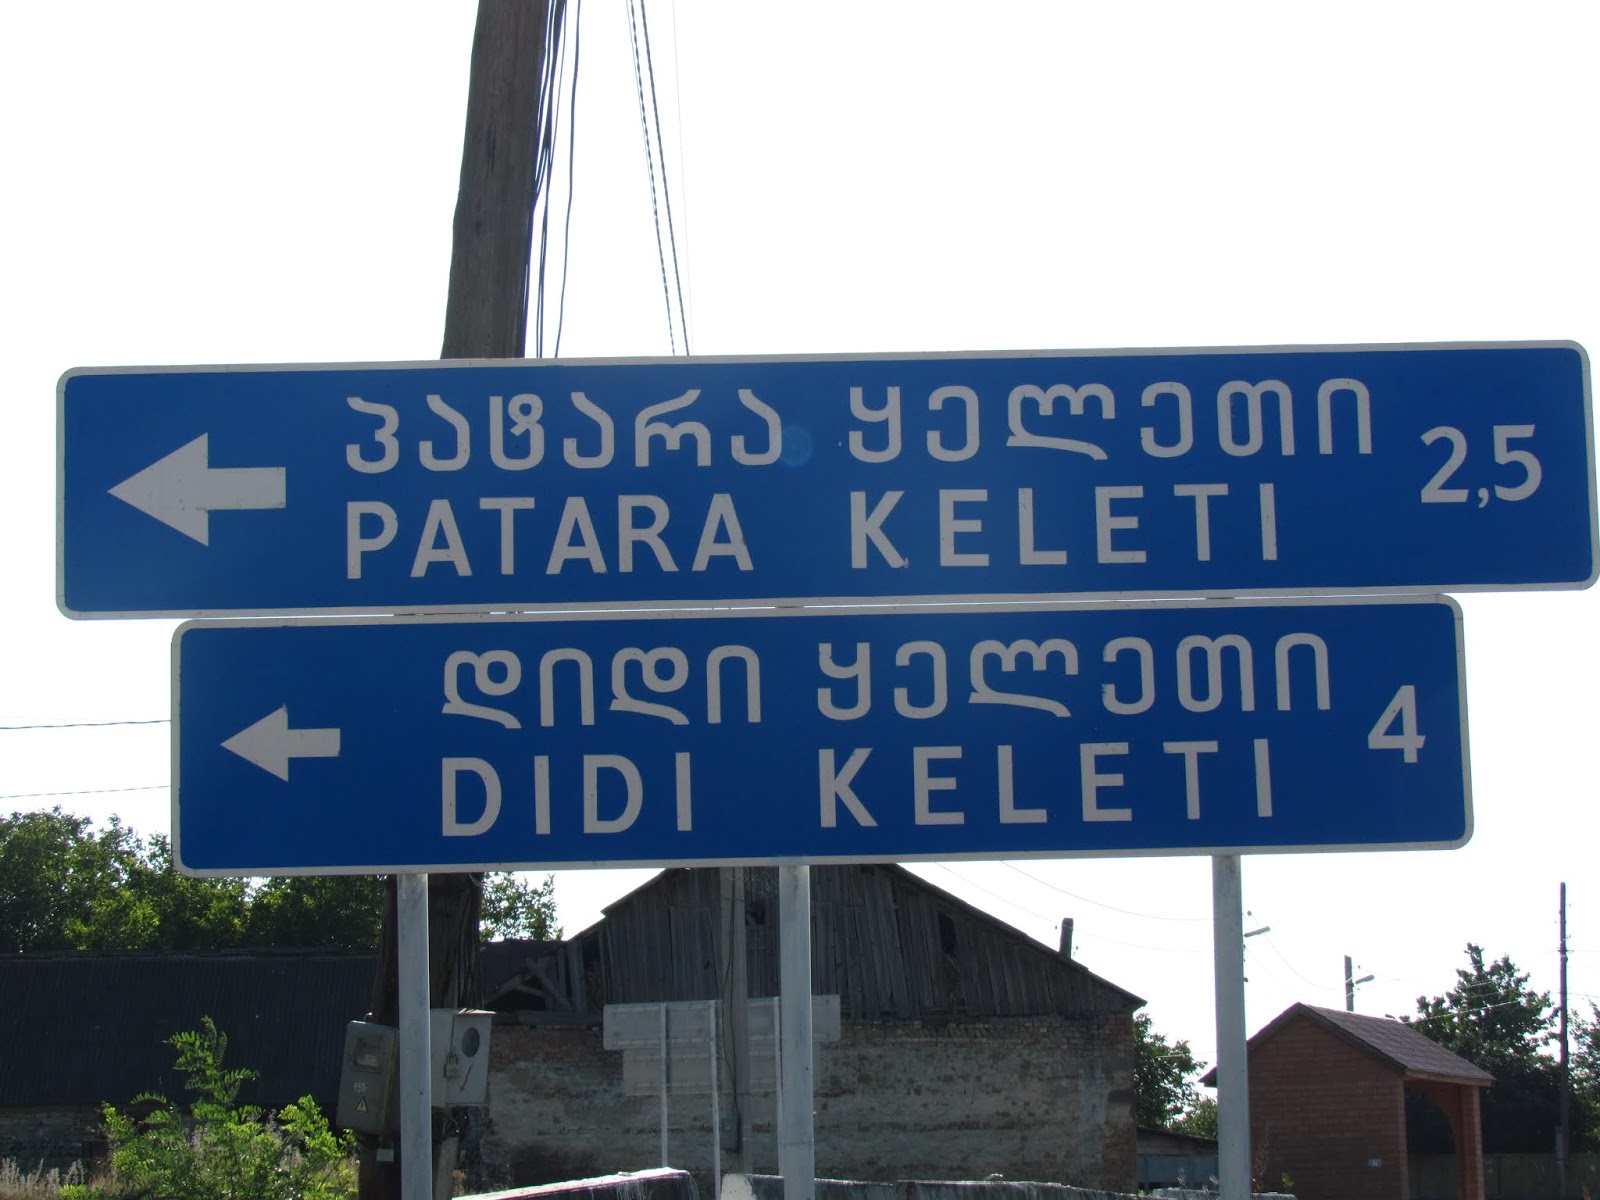 პატარა ყელეთი
PATARA KELETI
2,5
დიდი ყელეთი
DIDI KELETI
4